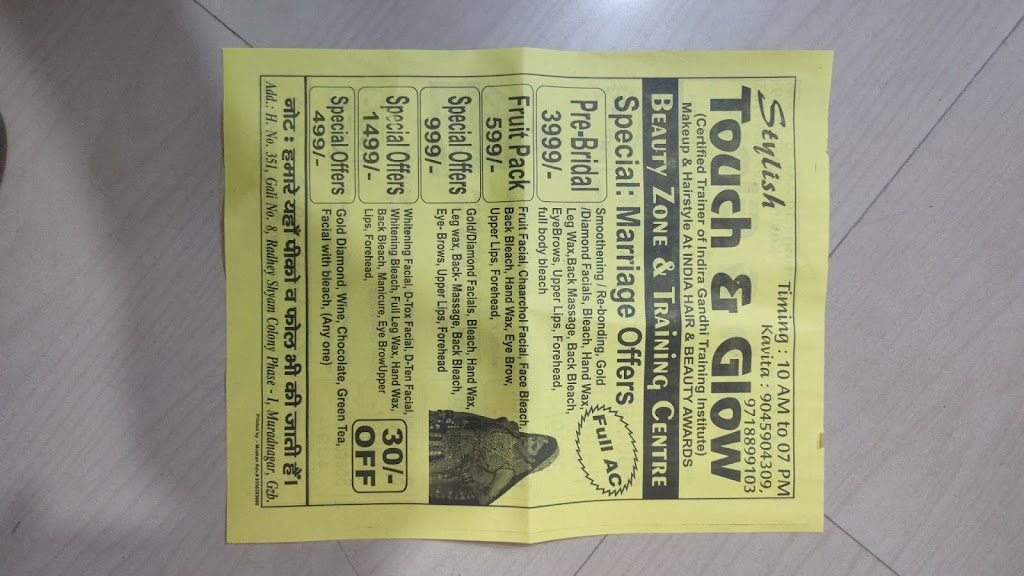 Timing : 10 AM to 07 PM
Kavita : 9045904309,
9718899103
Stylish
Touch & Glow
(Certified Trainer of Indira Gandhi Training Institute)
Makeup & Hairstyle At INDIA HAIR & BEAUTY AWARDS
BEAUTY ZONE & TRAINING CENTRE
Special: Marriage Offers
Full AC
Pre-Bridal
3999/-
Smoothening / Re-bonding, Gold
/Diamond Facials, Bleach, Hand Wax,
Leg Wax,Back Massage, Back Bleach,
EyeBrows, Upper Lips, Forehead,
full body bleach
Fruit Pack
599/-
Fruit Facial, Chaarchol Facial, Face Bleach,
Back Bleach, Hand Wax, Eye Brow,
Upper Lips, Forehead,
Special Offers
999/-
Gold/Diamond Facials, Bleach, Hand Wax,
Leg wax, Back- Massage, Back Bleach,
Eye- Brows, Upper Lips, Forehead
Special Offers
1499/-
Whitening Facial, D-Tox Facial, D-Ten Facial,
Whitening Bleach, Full Leg Wax, Hand Wax,
Back Bleach, Manicure, Eye BrowUpper
Lips, Forehead,
Special Offers
499/-
Gold Diamond, Wine, Chocolate, Green Tea,
Facial with bleach, (Any one)
30/-
OFF
नोट : हमारे यहाँ पीको व फोल भी की जाती हैं।
Add.: H. No. 351, Gali No. 8, Radhey Shyam Colony Phase - I, Muradnagar, Gzb.
Printed by :- Muskan Adv.#